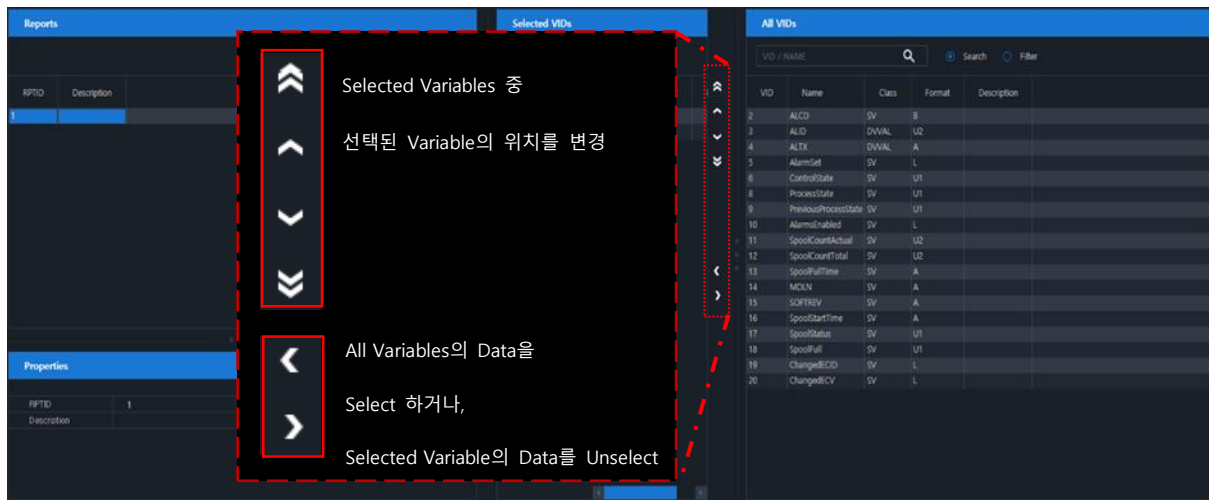 Reports
Selected VIDs
All VIDs
VID / NAME
Search
Filter
RPTID Description
VID Name Class Format Description
1
2 ALCD SV B
3 ALID DVVAL U2
4 ALTX DVVAL A
5 AlarmSet SV L
6 ControlState SV U1
8 ProcessState SV U1
9 PreviousProcessState SV U1
10 AlarmsEnabled SV L
11 SpoolCountActual SV U2
12 SpoolCountTotal SV U2
13 SpoolFullTime SV A
14 MDLN SV A
15 SOFTREV SV A
16 SpoolStartTime SV A
17 SpoolStatus SV U1
18 SpoolFull SV U1
19 ChangedECID SV L
20 ChangedECV SV L
Selected Variables 중
선택된 Variable의 위치를 변경
All Variables의 Data을
Select 하거나,
Selected Variable의 Data를 Unselect
Properties
RPTID 1
Description